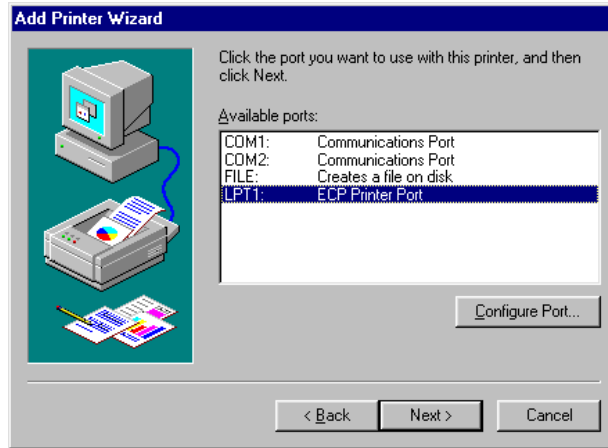 Add Printer Wizard
Click the port you want to use with this printer, and then
click Next.
Available ports:
COM1: Communications Port
COM2: Communications Port
FILE: Creates a file on disk
LPT1: ECP Printer Port
Configure Port...
< Back Next > Cancel